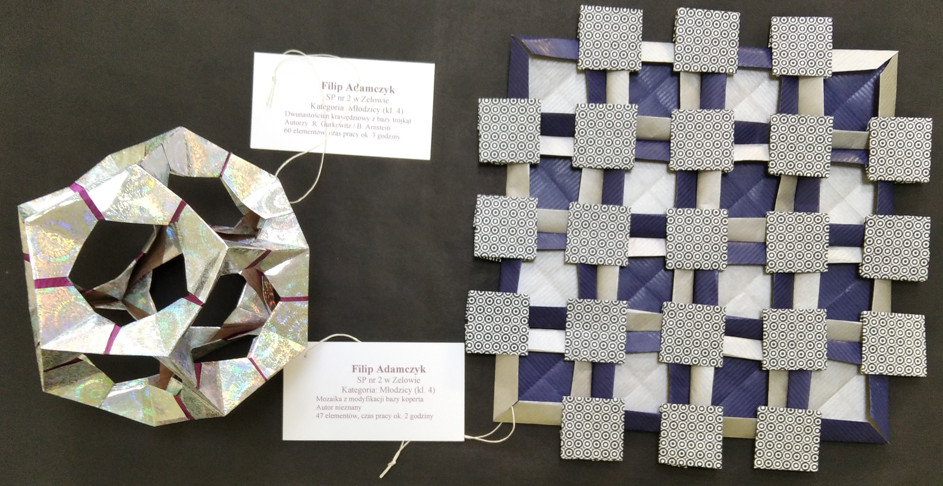 Filip Adamczyk
SP nr 2 w Zelowie
Kategoria: Młodzicy (kl. 4)
Dwunastościan krawędziowy z bazy trójkąt
Autorzy: R. Gurkewitz / B. Arnstein
60 elementów, czas pracy ok. 3 godziny
Filip Adamczyk
SP nr 2 w Zelowie
Kategoria: Młodzicy (kl. 4)
Mozaika z modyfikacji bazy koperta
Autor nieznany
47 elementów, czas pracy ok. 2 godziny